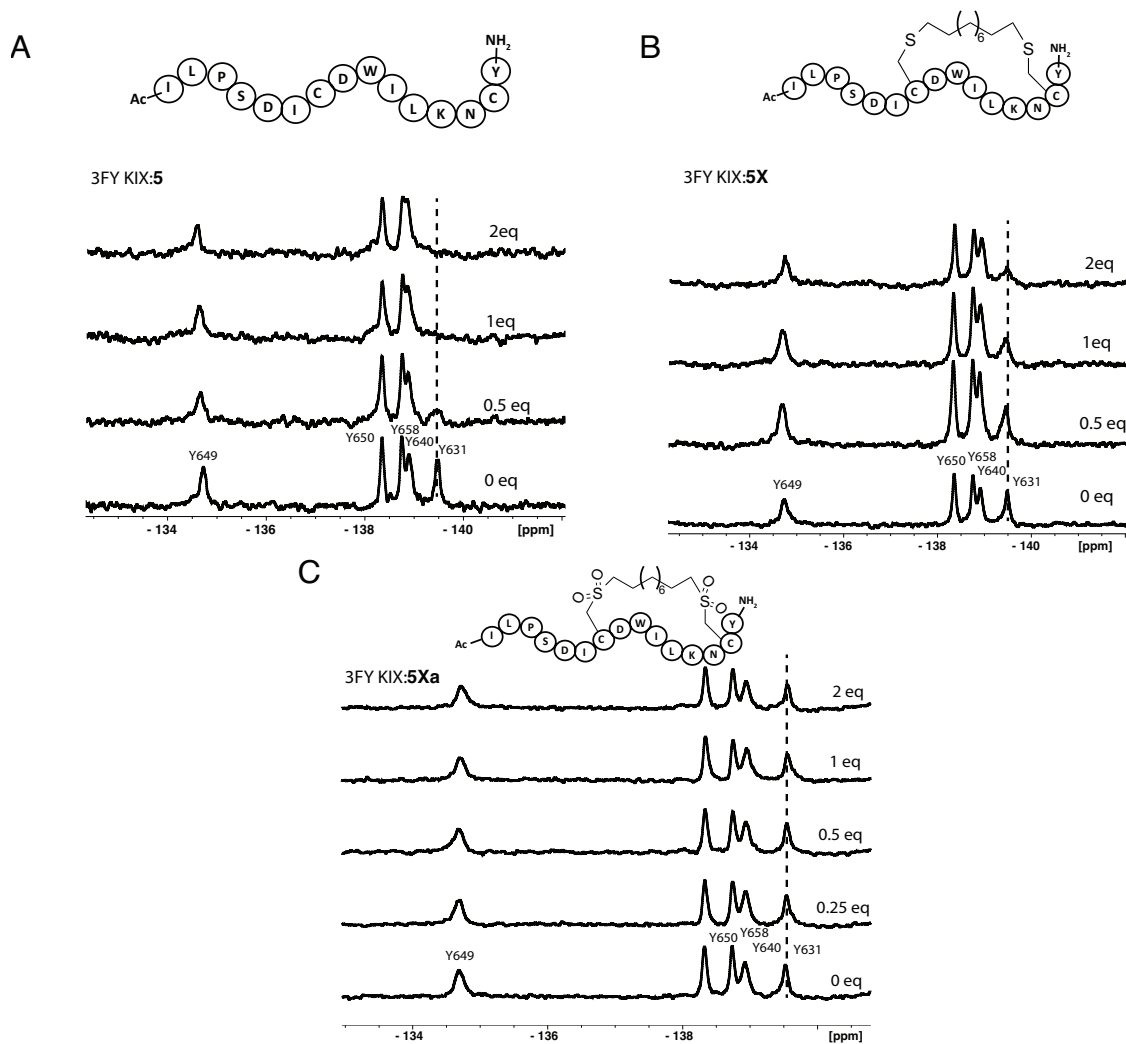 A
NH2
Ac I L P S D I C D W I L K N C Y
3FY KIX:5
2eq
1eq
0.5 eq
Y649 Y650 Y658 Y640 Y631
0 eq
- 134 - 136 - 138 - 140 [ppm]
B
S ( )6 S
NH2
Ac I L P S D I C D W I L K N C Y
3FY KIX:5X
2eq
1eq
0.5 eq
Y649 Y650 Y658 Y640 Y631
0 eq
- 134 - 136 - 138 - 140 [ppm]
C
O O S ( )6 S O O
NH2
Ac I L P S D I C D W I L K N C Y
3FY KIX:5Xa
2 eq
1 eq
0.5 eq
0.25 eq
Y649 Y650 Y658 Y640 Y631
0 eq
- 134 - 136 - 138 [ppm]